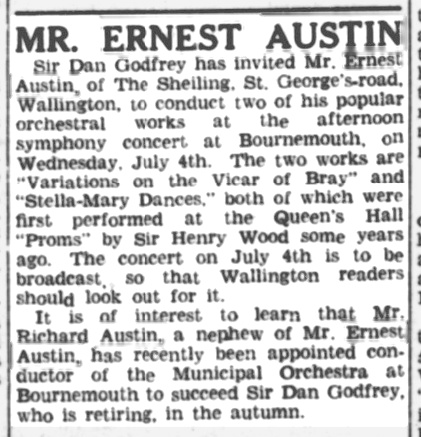 MR. ERNEST AUSTIN
Sir Dan Godfrey has invited Mr. Ernest
Austin, of The Sheiling, St. George's-road,
Wallington, to conduct two of his popular
orchestral works at the afternoon
symphony concert at Bournemouth, on
Wednesday, July 4th. The two works are
"Variations on the Vicar of Bray" and
"Stella-Mary Dances," both of which were
first performed at the Queen's Hall
"Proms" by Sir Henry Wood some years
ago. The concert on July 4th is to be
broadcast, so that Wallington readers
should look out for it.
It is of interest to learn that Mr.
Richard Austin, a nephew of Mr. Ernest
Austin, has recently been appointed con-
ductor of the Municipal Orchestra at
Bournemouth to succeed Sir Dan Godfrey,
who is retiring, in the autumn.